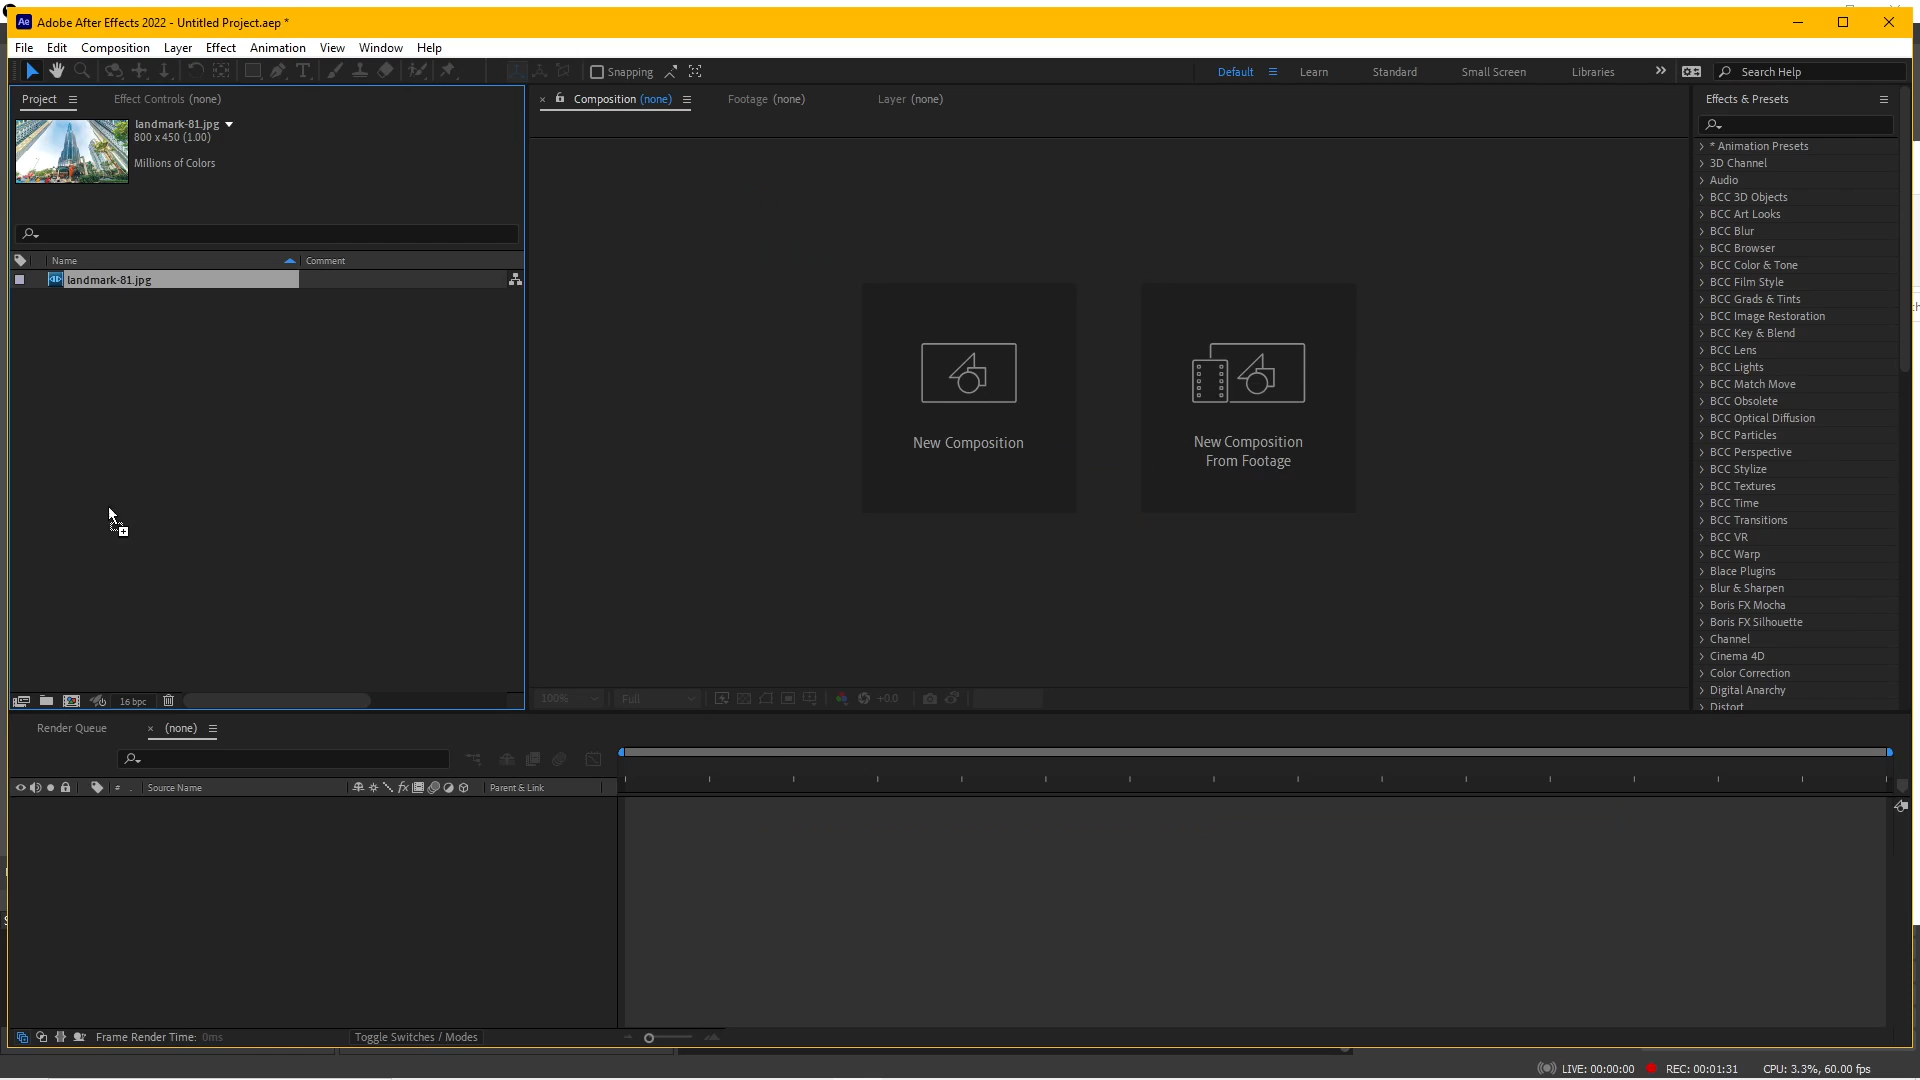 Adobe After Effects 2022 - Untitled Project.aep *
File Edit Composition Layer Effect Animation View Window Help
Snapping
Default Learn Standard Small Screen Libraries
Search Help
Project Effect Controls (none)
landmark-81.jpg
800 x 450 (1.00)
Millions of Colors
Name Comment
landmark-81.jpg
16 bpc
Composition (none) Footage (none) Layer (none)
New Composition
New Composition
From Footage
100% Full +0.0
Effects & Presets
* Animation Presets
3D Channel
Audio
BCC 3D Objects
BCC Art Looks
BCC Blur
BCC Browser
BCC Color & Tone
BCC Film Style
BCC Grads & Tints
BCC Image Restoration
BCC Key & Blend
BCC Lens
BCC Lights
BCC Match Move
BCC Obsolete
BCC Optical Diffusion
BCC Particles
BCC Perspective
BCC Stylize
BCC Textures
BCC Time
BCC Transitions
BCC VR
BCC Warp
Blace Plugins
Blur & Sharpen
Boris FX Mocha
Boris FX Silhouette
Channel
Cinema 4D
Color Correction
Digital Anarchy
Distort
Render Queue (none)
# Source Name Parent & Link
Frame Render Time: 0ms
Toggle Switches / Modes
LIVE: 00:00:00 REC: 00:01:31 CPU: 3.3%, 60.00 fps